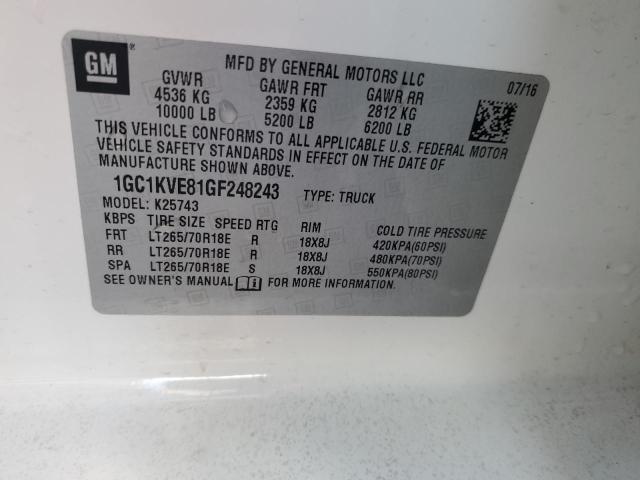 GM ®
MFD BY GENERAL MOTORS LLC 07/16
GVWR GAWR FRT GAWR RR
4536 KG 2359 KG 2812 KG
10000 LB 5200 LB 6200 LB
THIS VEHICLE CONFORMS TO ALL APPLICABLE U.S. FEDERAL MOTOR
VEHICLE SAFETY STANDARDS IN EFFECT ON THE DATE OF
MANUFACTURE SHOWN ABOVE.
1GC1KVE81GF248243 TYPE: TRUCK
MODEL: K25743
KBPS TIRE SIZE SPEED RTG RIM COLD TIRE PRESSURE
FRT LT265/70R18E R 18X8J 420KPA(60PSI)
RR LT265/70R18E R 18X8J 480KPA(70PSI)
SPA LT265/70R18E S 18X8J 550KPA(80PSI)
SEE OWNER'S MANUAL FOR MORE INFORMATION.